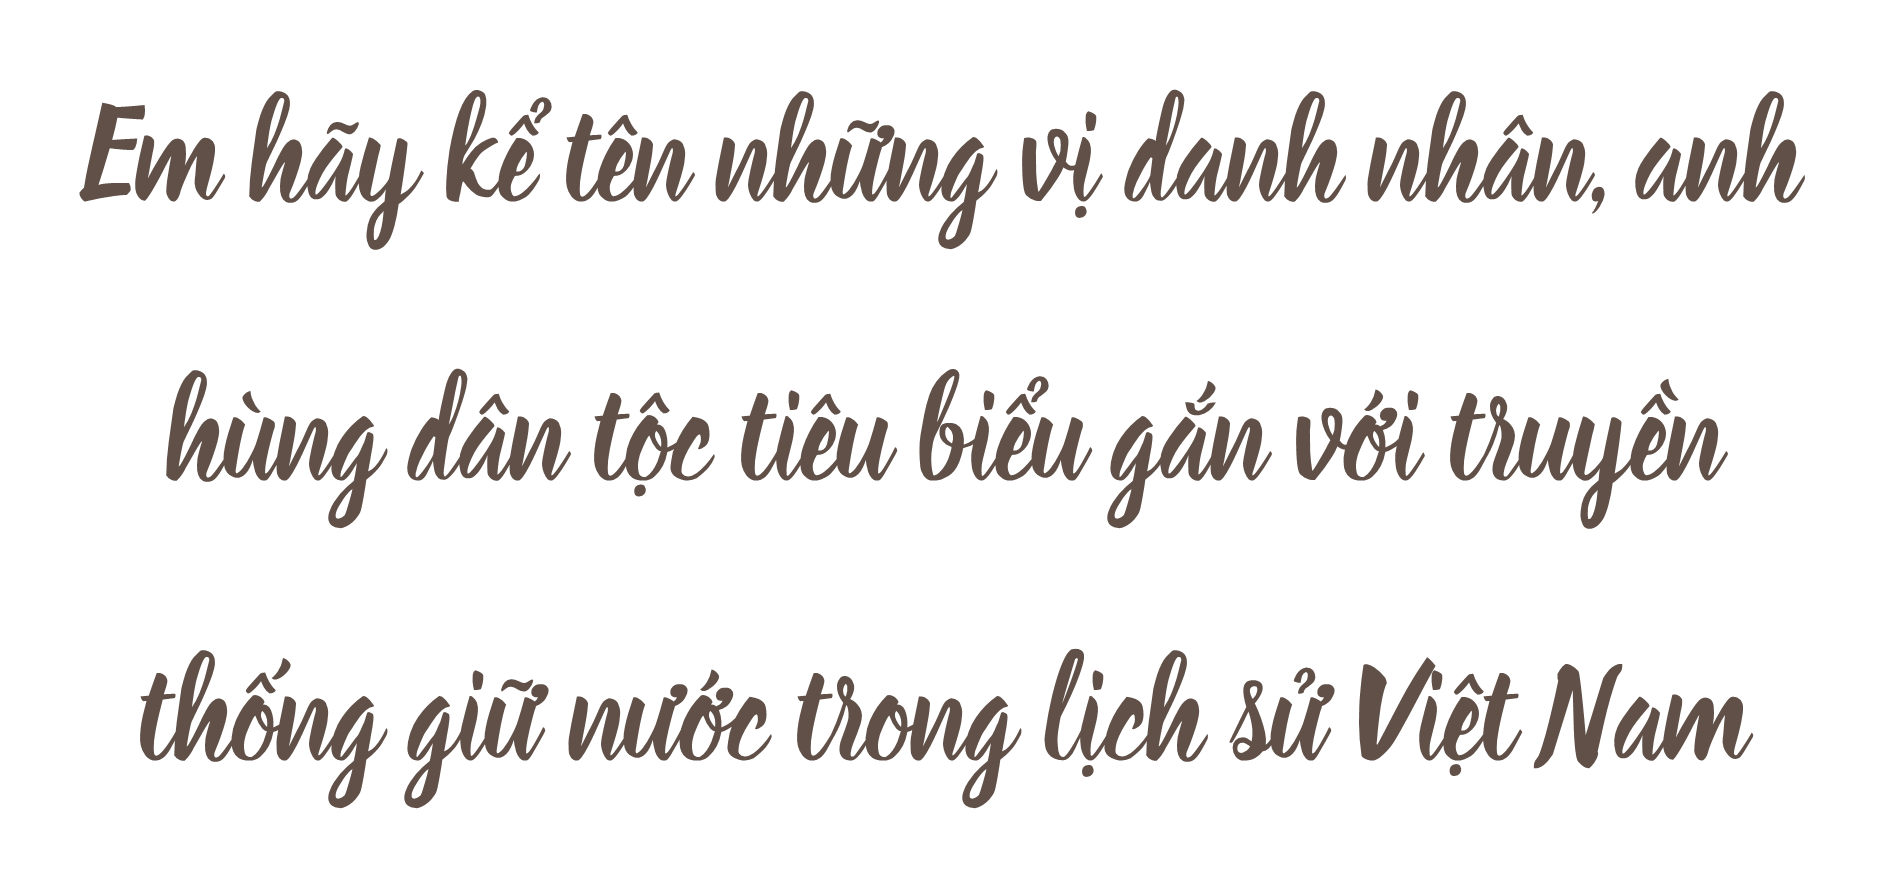 Em hãy kể tên những vị danh nhân, anh
hùng dân tộc tiêu biểu gắn với truyền
thống giữ nước trong lịch sử Việt Nam